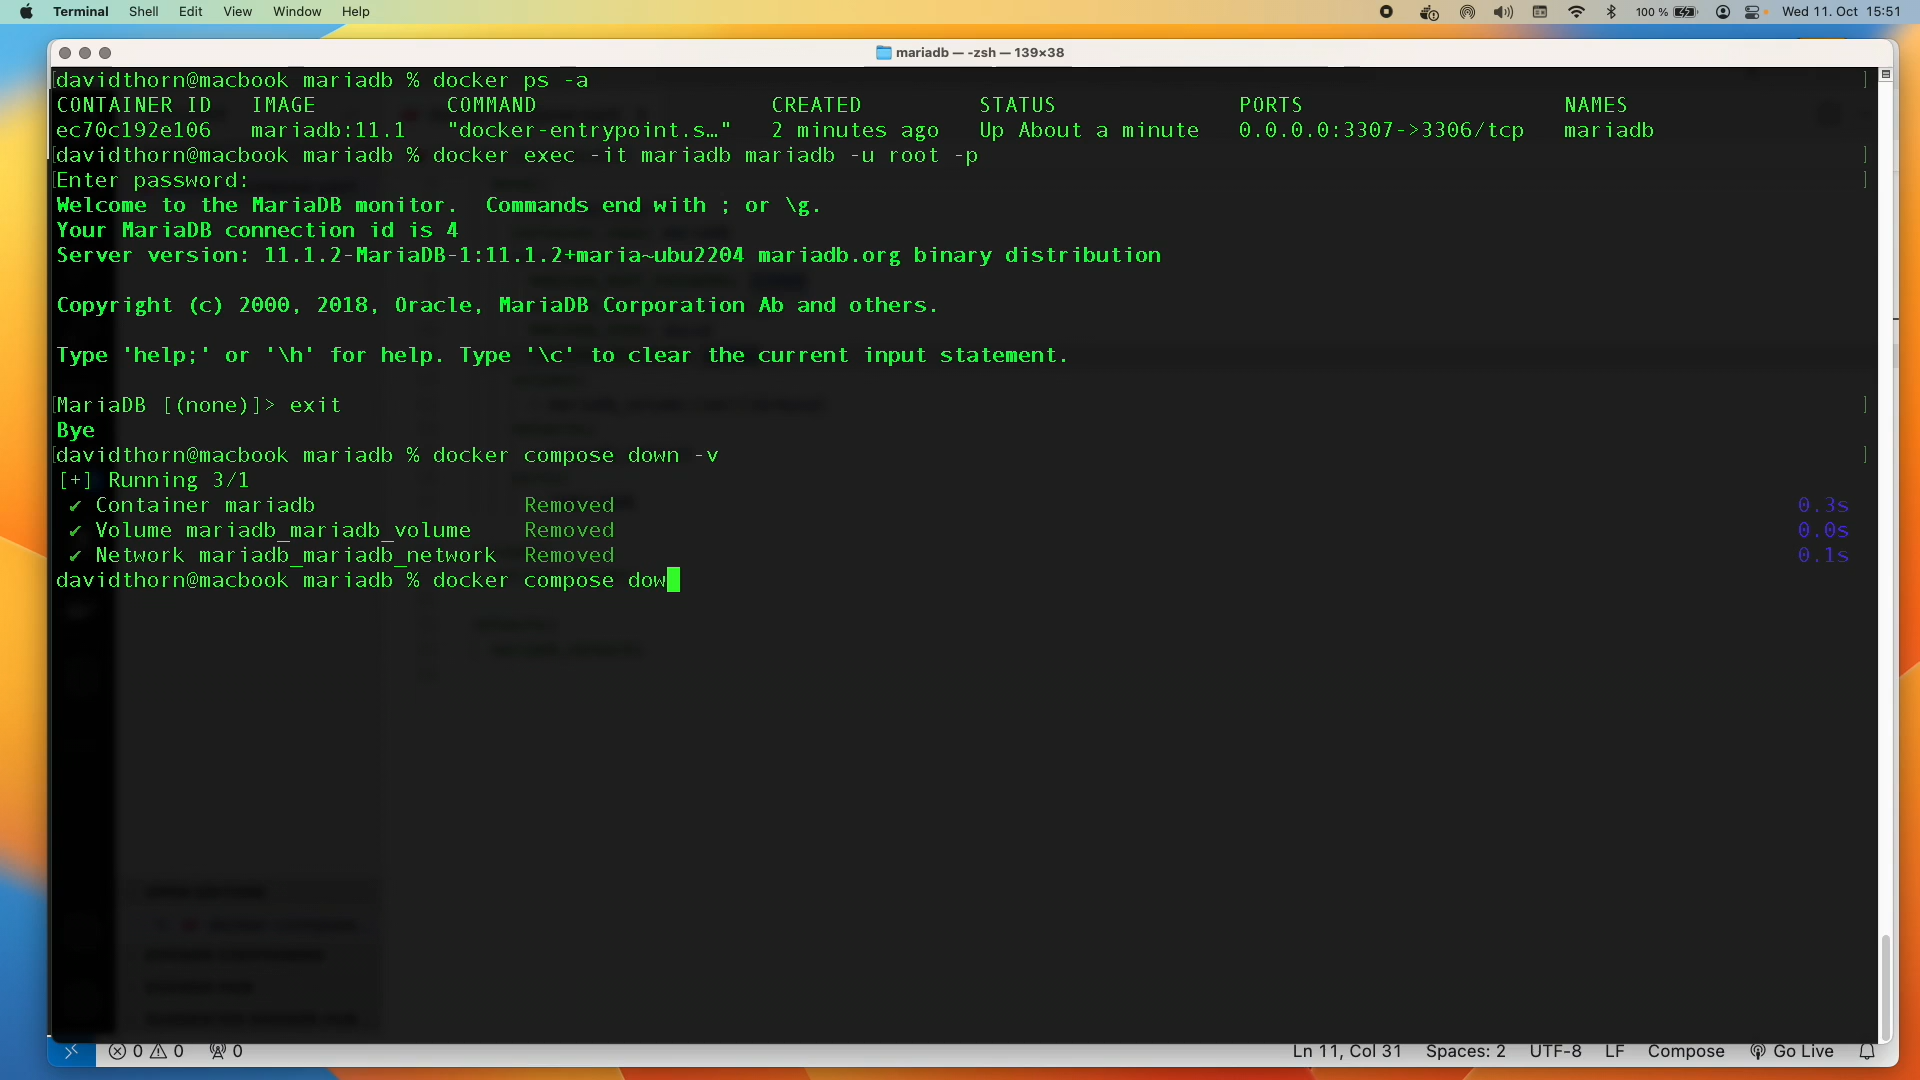 Terminal Shell Edit View Window Help 100 % Wed 11. Oct 15:51
mariadb — -zsh — 139×38
[davidthorn@macbook mariadb % docker ps -a ]
CONTAINER ID IMAGE COMMAND CREATED STATUS PORTS NAMES
ec70c192e106 mariadb:11.1 "docker-entrypoint.s…" 2 minutes ago Up About a minute 0.0.0.0:3307->3306/tcp mariadb
[davidthorn@macbook mariadb % docker exec -it mariadb mariadb -u root -p ]
[Enter password: ]
Welcome to the MariaDB monitor. Commands end with ; or \g.
Your MariaDB connection id is 4
Server version: 11.1.2-MariaDB-1:11.1.2+maria~ubu2204 mariadb.org binary distribution
Copyright (c) 2000, 2018, Oracle, MariaDB Corporation Ab and others.
Type 'help;' or '\h' for help. Type '\c' to clear the current input statement.
[MariaDB [(none)]> exit ]
Bye
[davidthorn@macbook mariadb % docker compose down -v ]
[+] Running 3/1
✔ Container mariadb Removed 0.3s
✔ Volume mariadb_mariadb_volume Removed 0.0s
✔ Network mariadb_mariadb_network Removed 0.1s
davidthorn@macbook mariadb % docker compose dow
0 0 0 Ln 11, Col 31 Spaces: 2 UTF-8 LF Compose Go Live